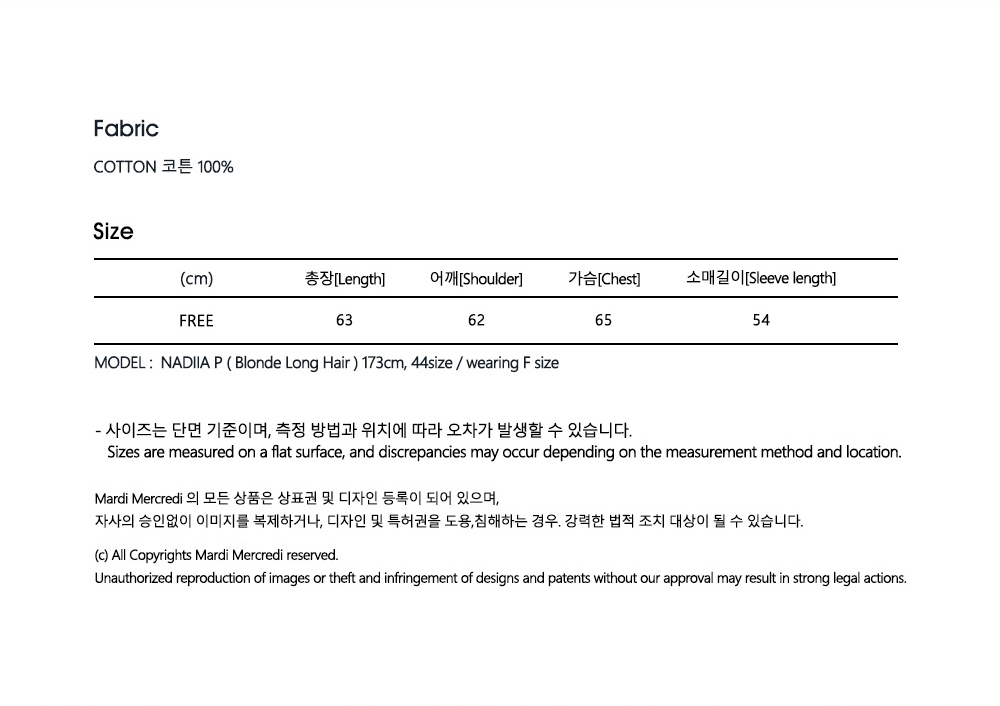 Fabric
COTTON 코튼 100%
Size
(cm) 총장[Length] 어깨[Shoulder] 가슴[Chest] 소매길이[Sleeve length]
FREE 63 62 65 54
MODEL : NADIIA P ( Blonde Long Hair ) 173cm, 44size / wearing F size
- 사이즈는 단면 기준이며, 측정 방법과 위치에 따라 오차가 발생할 수 있습니다.
Sizes are measured on a flat surface, and discrepancies may occur depending on the measurement method and location.
Mardi Mercredi 의 모든 상품은 상표권 및 디자인 등록이 되어 있으며,
자사의 승인없이 이미지를 복제하거나, 디자인 및 특허권을 도용,침해하는 경우. 강력한 법적 조치 대상이 될 수 있습니다.
(c) All Copyrights Mardi Mercredi reserved.
Unauthorized reproduction of images or theft and infringement of designs and patents without our approval may result in strong legal actions.